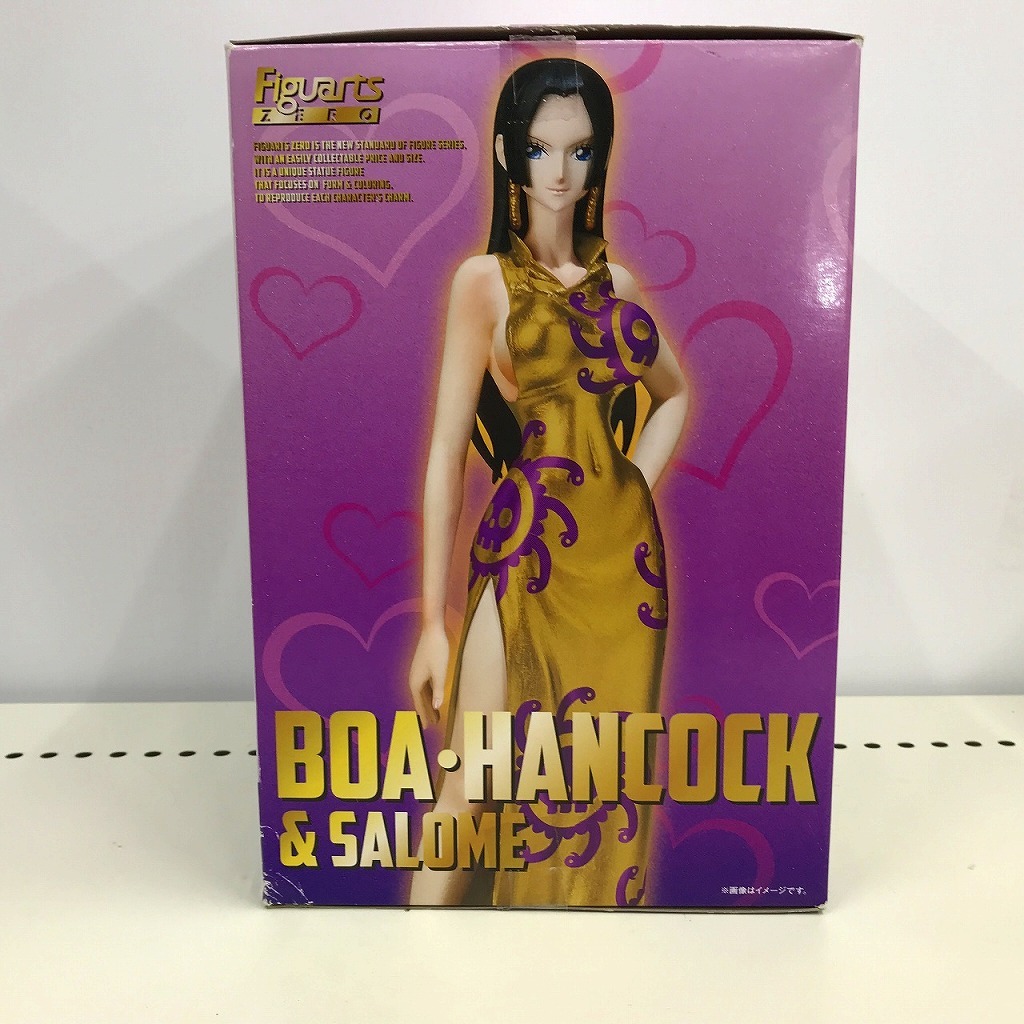 Figuarts
ZERO
FIGUARTS ZERO IS THE NEW STANDARD OF FIGURE SERIES,
WITH AN EASILY COLLECTABLE PRICE AND SIZE.
IT IS A UNIQUE STATUE FIGURE
THAT FOCUSES ON FORM & COLORING,
TO REPRODUCE EACH CHARACTER'S CHARM.
BOA・HANCOCK
& SALOME
※画像はイメージです。